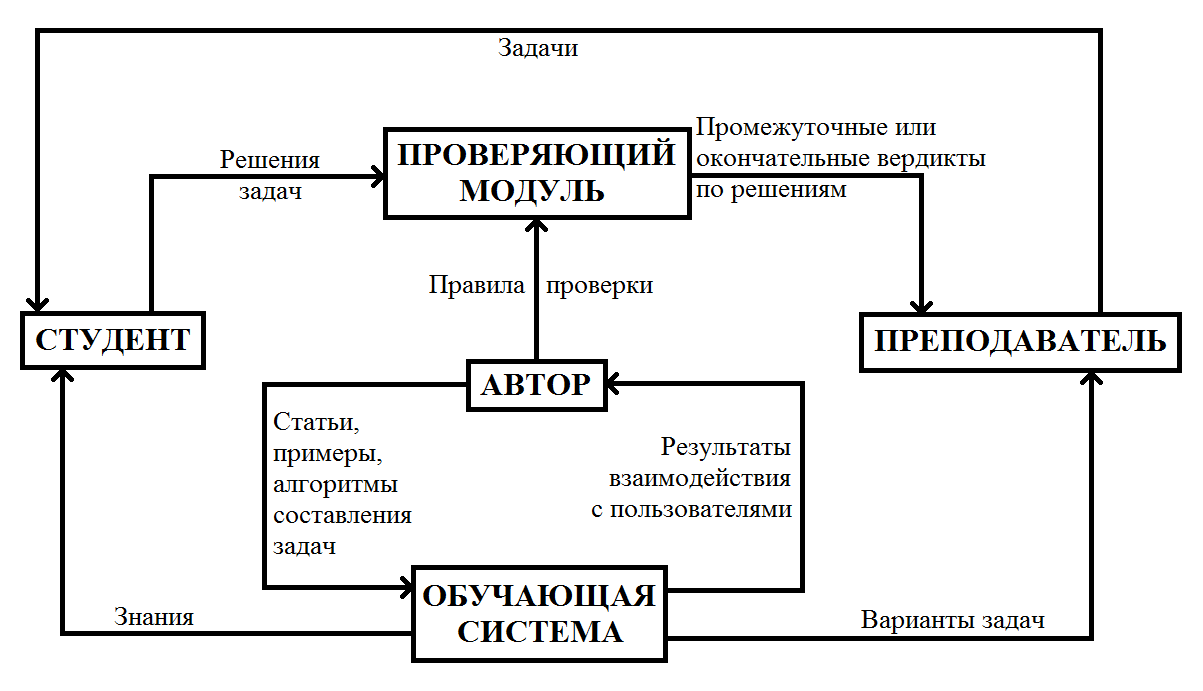 Задачи
Решения
задач
ПРОВЕРЯЮЩИЙ
МОДУЛЬ
Промежуточные или
окончательные вердикты
по решениям
Правила проверки
СТУДЕНТ
ПРЕПОДАВАТЕЛЬ
АВТОР
Статьи,
примеры,
алгоритмы
составления
задач
Результаты
взаимодействия
с пользователями
ОБУЧАЮЩАЯ
СИСТЕМА
Знания
Варианты задач